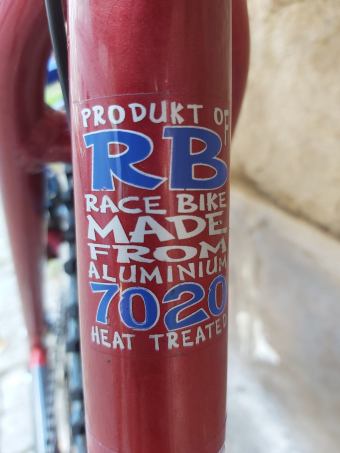 PRODUKT OF
RB
RACE BIKE
MADE
FROM
ALUMINIUM
7020
HEAT TREATED